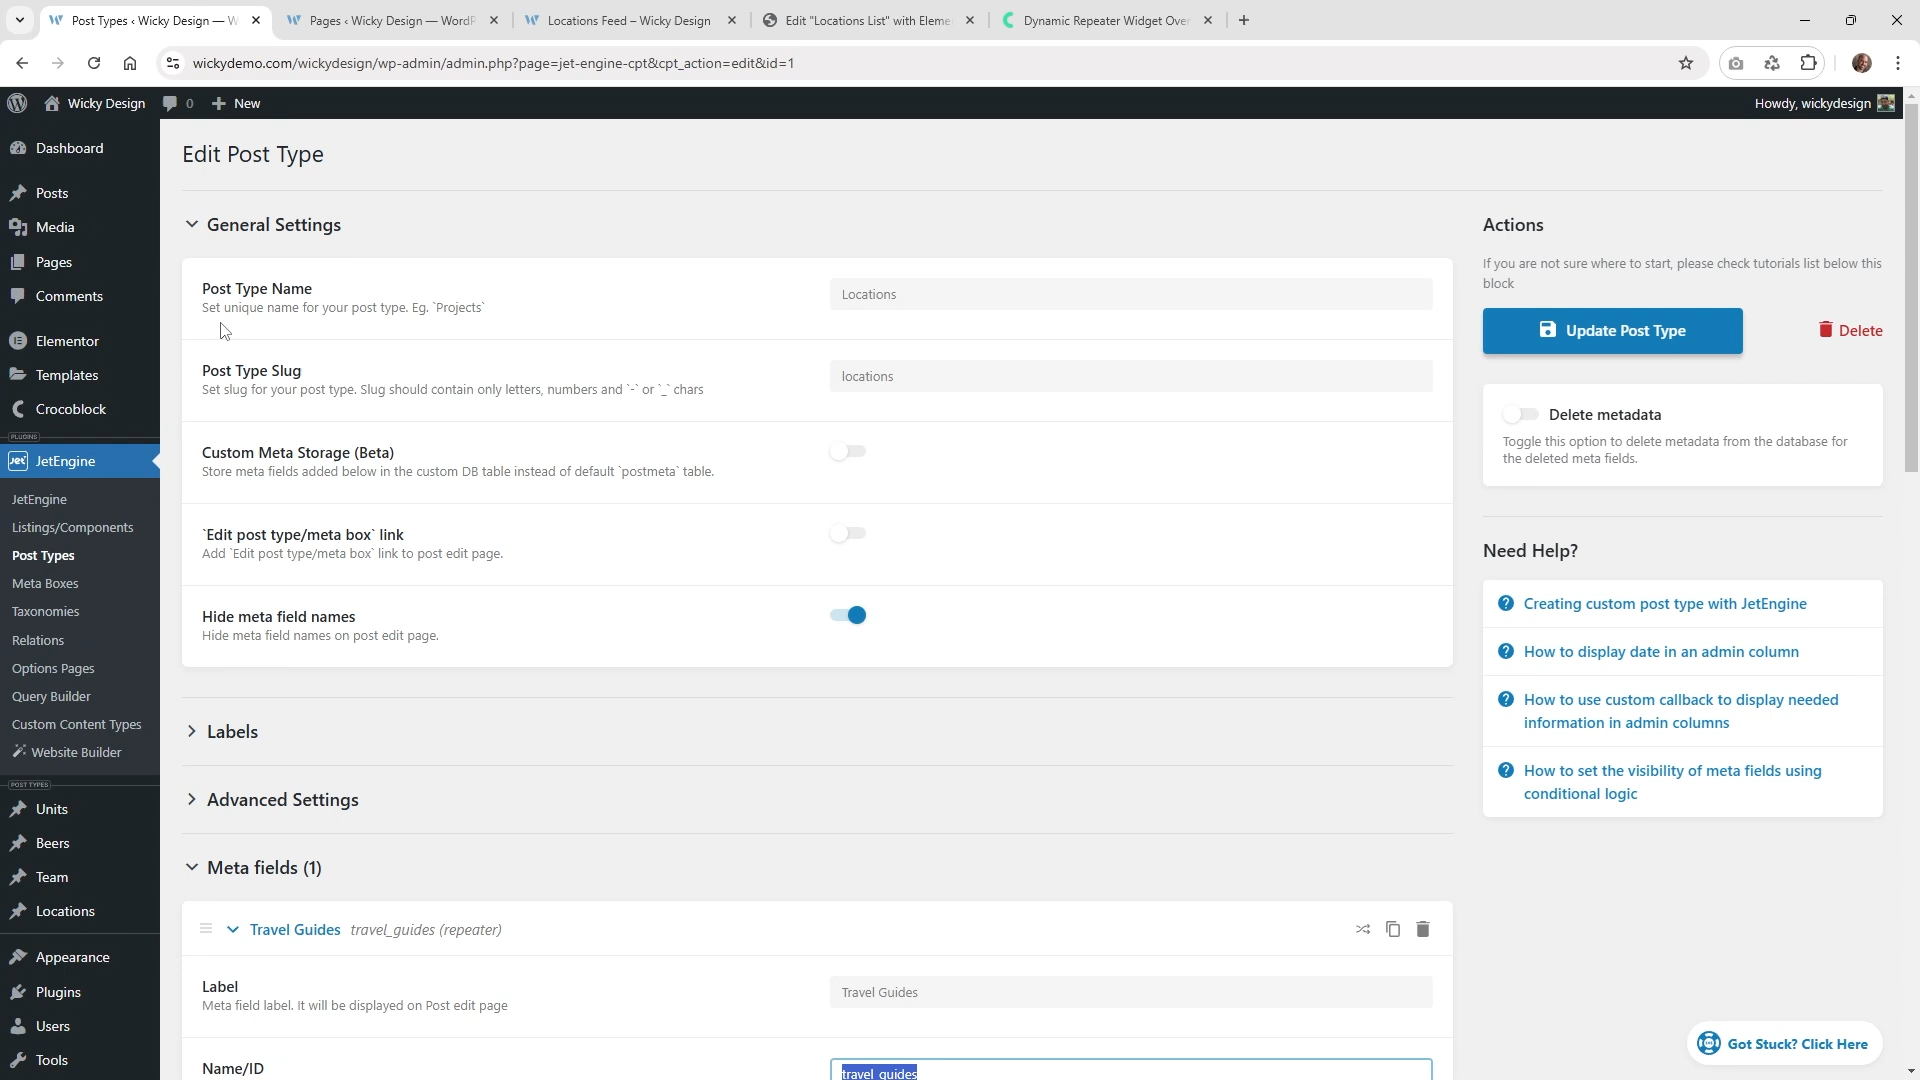 Post Types ‹ Wicky Design — W
Pages ‹ Wicky Design — WordP
Locations Feed – Wicky Design
Edit "Locations List" with Eleme
Dynamic Repeater Widget Ove
wickydemo.com/wickydesign/wp-admin/admin.php?page=jet-engine-cpt&cpt_action=edit&id=1
Wicky Design
0
New
Howdy, wickydesign
Dashboard
Posts
Media
Pages
Comments
Elementor
Templates
Crocoblock
PLUGINS
Jet JetEngine
JetEngine
Listings/Components
Post Types
Meta Boxes
Taxonomies
Relations
Options Pages
Query Builder
Custom Content Types
Website Builder
POST TYPES
Units
Beers
Team
Locations
Appearance
Plugins
Users
Tools
Edit Post Type
General Settings
Post Type Name
Set unique name for your post type. Eg. `Projects`
Locations
Post Type Slug
Set slug for your post type. Slug should contain only letters, numbers and `-` or `_` chars
locations
Custom Meta Storage (Beta)
Store meta fields added below in the custom DB table instead of default `postmeta` table.
`Edit post type/meta box` link
Add `Edit post type/meta box` link to post edit page.
Hide meta field names
Hide meta field names on post edit page.
Labels
Advanced Settings
Meta fields (1)
Travel Guides travel_guides (repeater)
Label
Meta field label. It will be displayed on Post edit page
Travel Guides
Name/ID
travel_guides
Actions
If you are not sure where to start, please check tutorials list below this
block
Update Post Type
Delete
Delete metadata
Toggle this option to delete metadata from the database for
the deleted meta fields.
Need Help?
Creating custom post type with JetEngine
How to display date in an admin column
How to use custom callback to display needed
information in admin columns
How to set the visibility of meta fields using
conditional logic
Got Stuck? Click Here